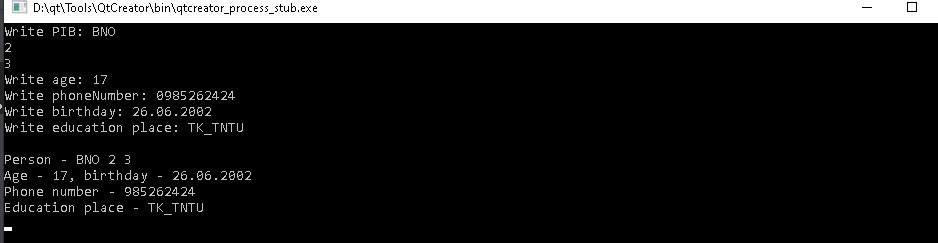 D:\qt\Tools\QtCreator\bin\qtcreator_process_stub.exe
Write PIB: BNO
2
3
Write age: 17
Write phoneNumber: 0985262424
Write birthday: 26.06.2002
Write education place: TK_TNTU
Person - BNO 2 3
Age - 17, birthday - 26.06.2002
Phone number - 985262424
Education place - TK_TNTU